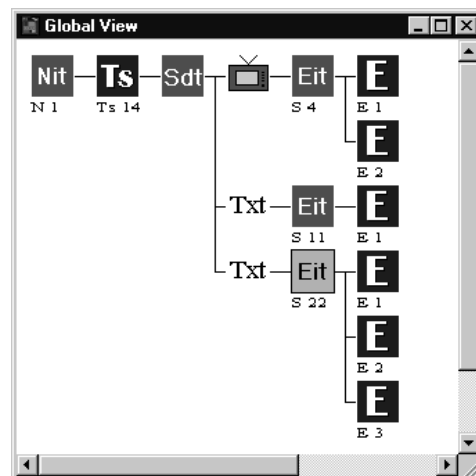 Global View
Nit Ts Sdt Eit E
N 1 Ts 14 S 4 E 1
E
E 2
Txt Eit E
S 11 E 1
Txt Eit E
S 22 E 1
E
E 2
E
E 3